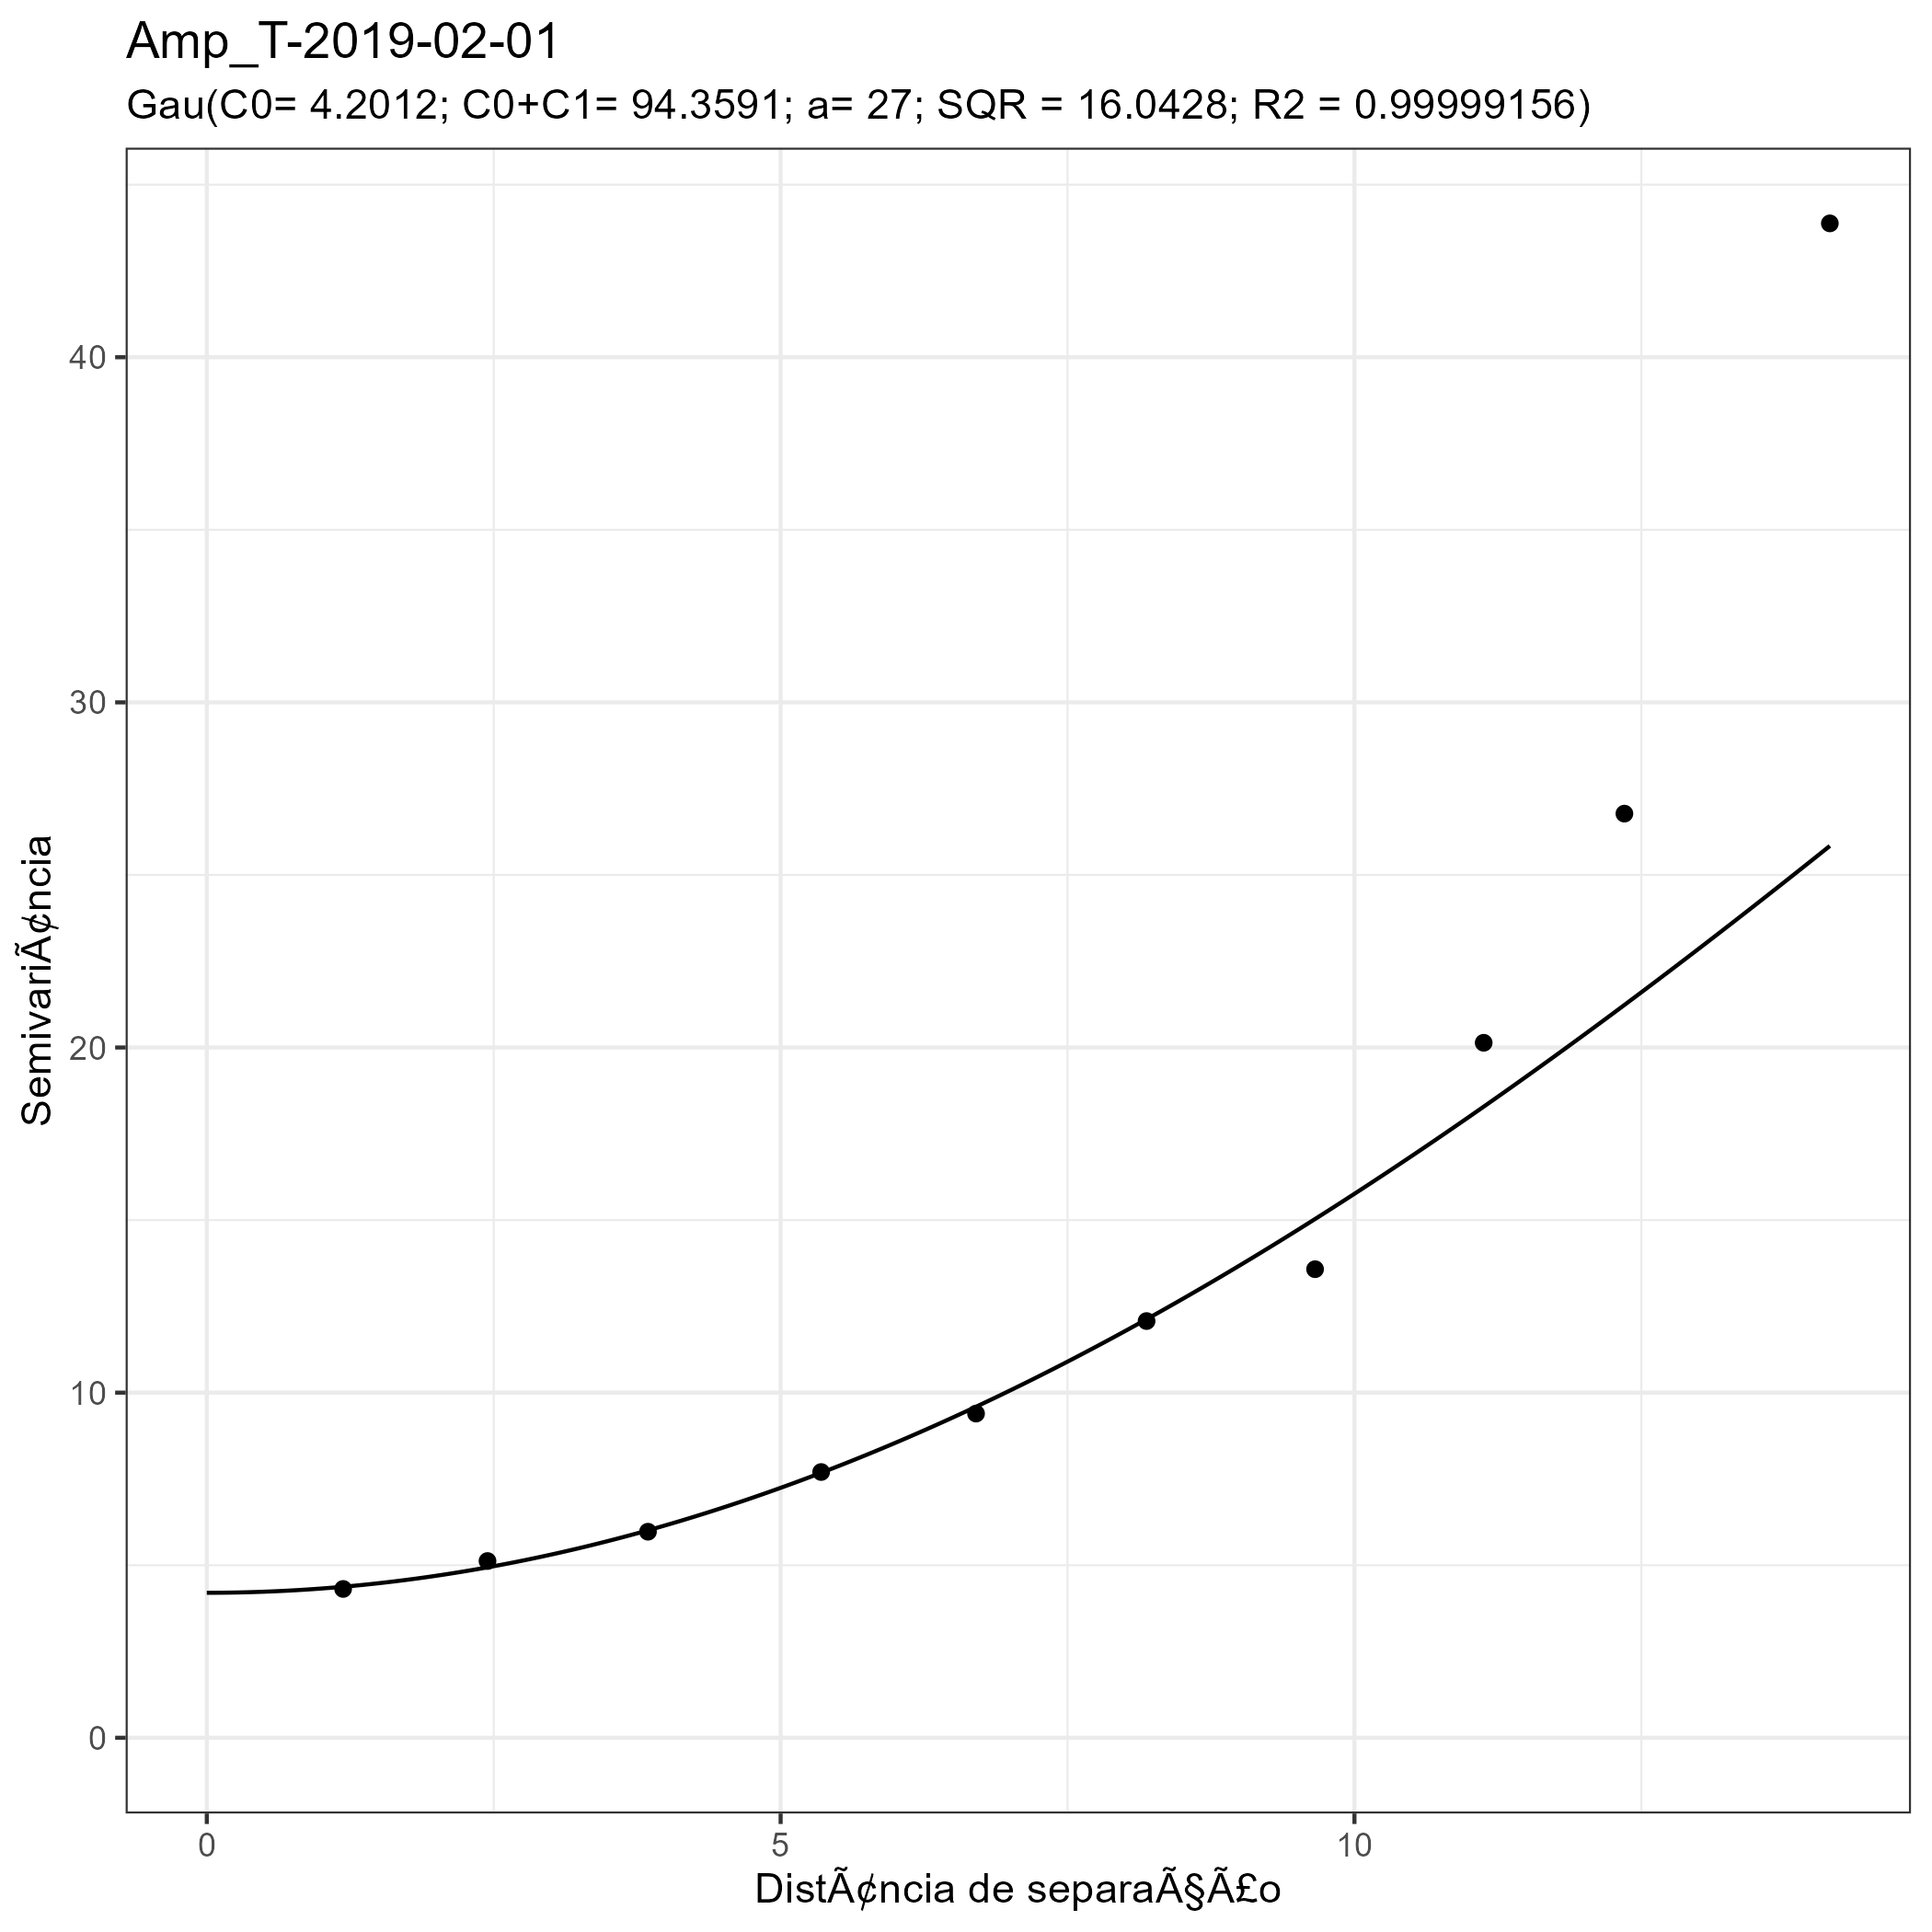 Amp_T-2019-02-01
Gau(C0= 4.2012; C0+C1= 94.3591; a= 27; SQR = 16.0428; R2 = 0.99999156)
SemivariÃ¢ncia
40
30
20
10
0
0
5
10
DistÃ¢ncia de separaÃ§Ã£o